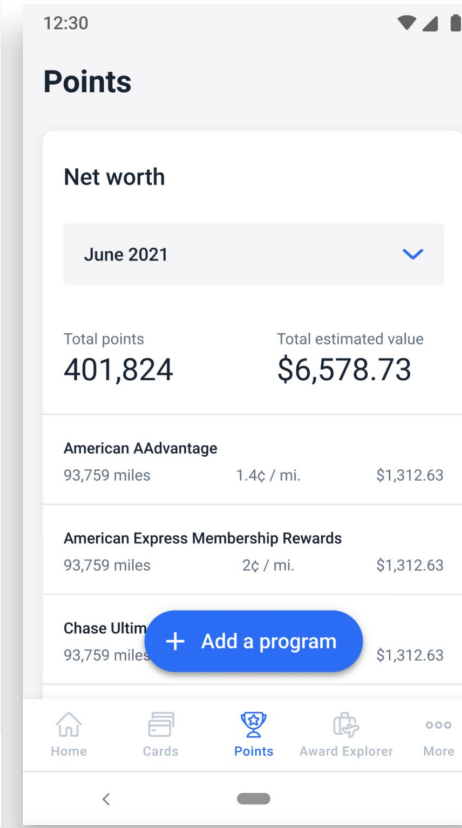 12:30
Points
Net worth
June 2021
Total points Total estimated value
401,824 $6,578.73
American AAdvantage
93,759 miles 1.4¢ / mi. $1,312.63
American Express Membership Rewards
93,759 miles 2¢ / mi. $1,312.63
Chase Ultim
+ Add a program
93,759 miles $1,312.63
Home Cards Points Award Explorer More